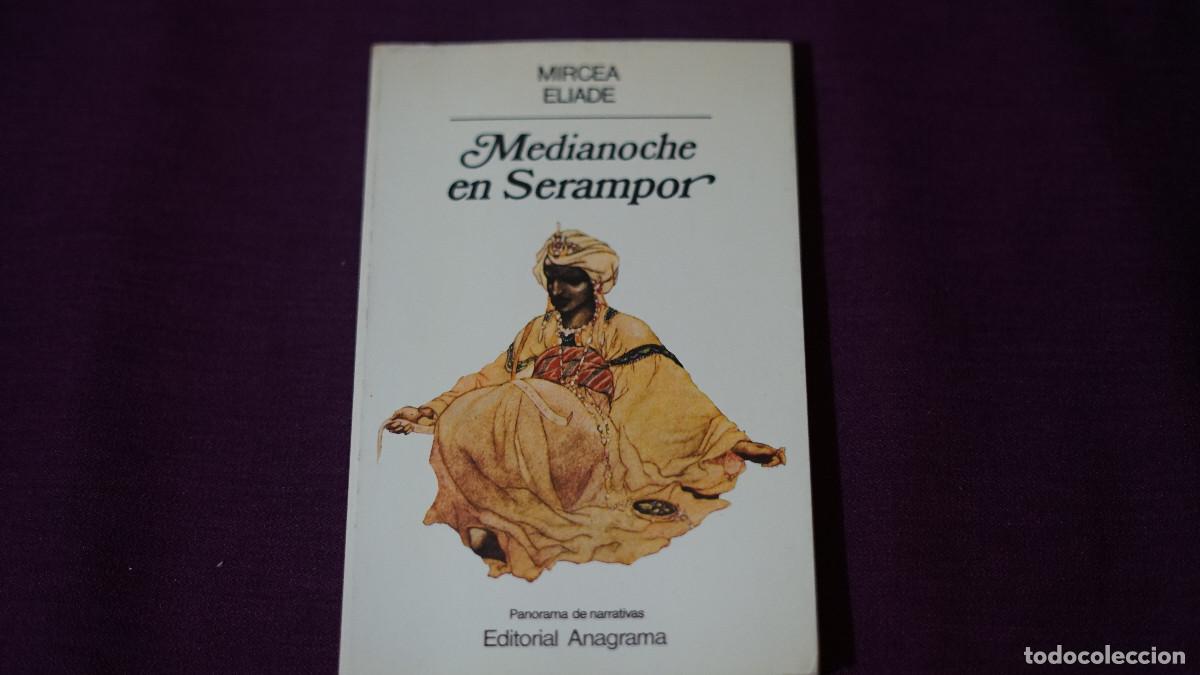 MIRCEA
ELIADE
Medianoche
en Serampor
Panorama de narrativas
Editorial Anagrama
todocoleccion